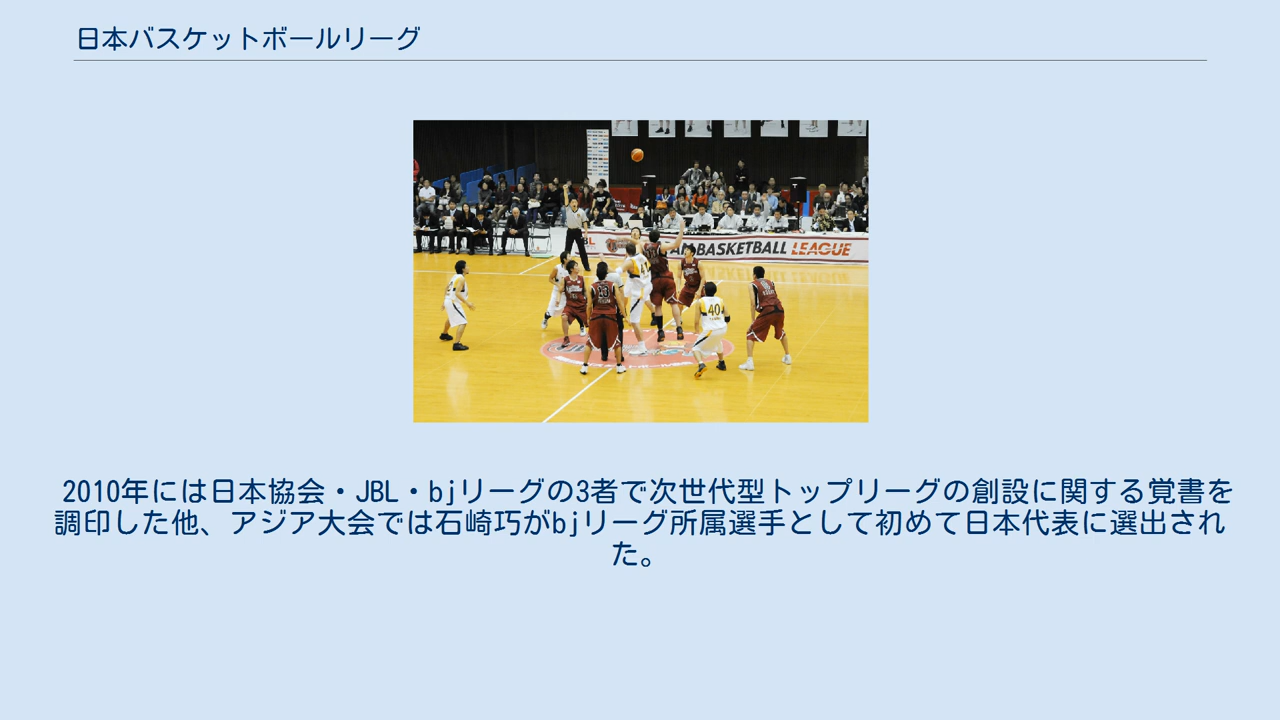 日本バスケットボールリーグ
BASKETBALL LEAGUE
40
2010年には日本協会・JBL・bjリーグの3者で次世代型トップリーグの創設に関する覚書を
調印した他、アジア大会では石崎巧がbjリーグ所属選手として初めて日本代表に選出され
た。